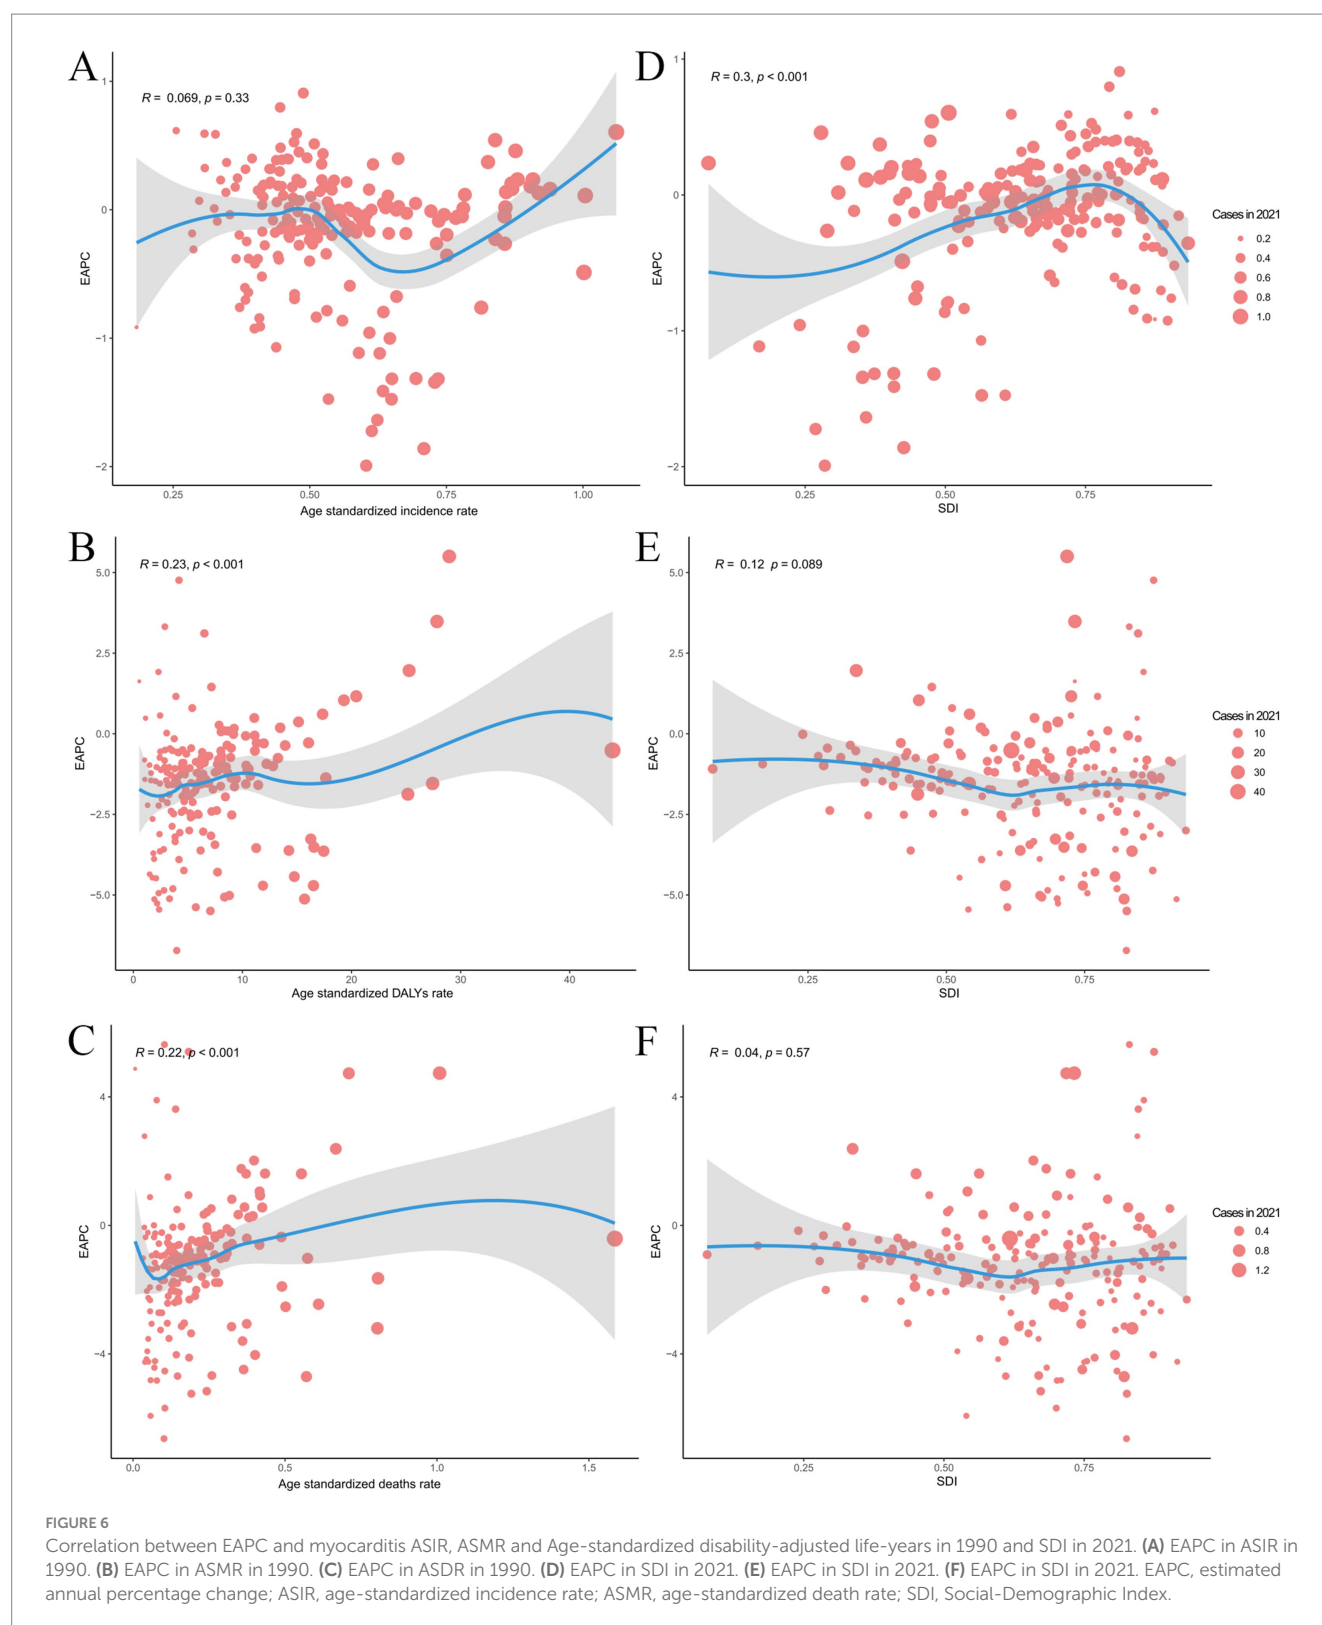 A
R = 0.069, p = 0.33
1
0
−1
−2
EAPC
0.25 0.50 0.75 1.00
Age standardized incidence rate
D
R = 0.3, p < 0.001
1
0
−1
−2
EAPC
0.25 0.50 0.75
SDI
Cases in 2021
0.2
0.4
0.6
0.8
1.0
B
R = 0.23, p < 0.001
5.0
2.5
0.0
−2.5
−5.0
EAPC
0 10 20 30 40
Age standardized DALYs rate
E
R = 0.12 p = 0.089
5.0
2.5
0.0
−2.5
−5.0
EAPC
0.25 0.50 0.75
SDI
Cases in 2021
10
20
30
40
C
R = 0.22, p < 0.001
4
0
−4
EAPC
0.0 0.5 1.0 1.5
Age standardized deaths rate
F
R = 0.04, p = 0.57
4
0
−4
EAPC
0.25 0.50 0.75
SDI
Cases in 2021
0.4
0.8
1.2
FIGURE 6
Correlation between EAPC and myocarditis ASIR, ASMR and Age-standardized disability-adjusted life-years in 1990 and SDI in 2021. (A) EAPC in ASIR in
1990. (B) EAPC in ASMR in 1990. (C) EAPC in ASDR in 1990. (D) EAPC in SDI in 2021. (E) EAPC in SDI in 2021. (F) EAPC in SDI in 2021. EAPC, estimated
annual percentage change; ASIR, age-standardized incidence rate; ASMR, age-standardized death rate; SDI, Social-Demographic Index.